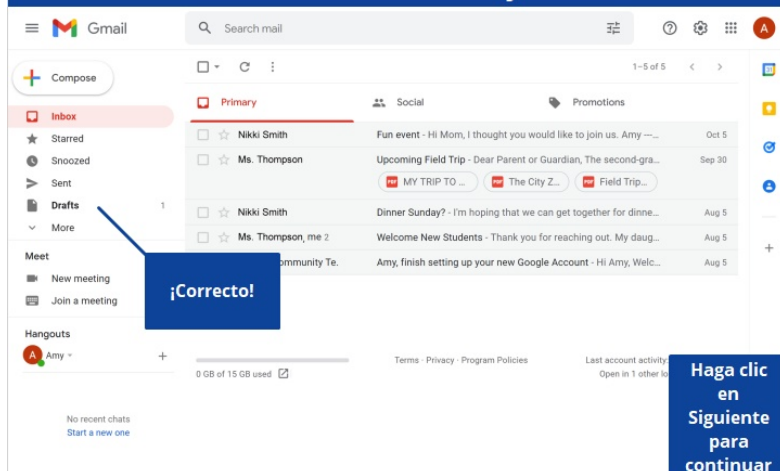 Gmail
Search mail
A
Compose
1–5 of 5
Primary
Social
Promotions
Inbox
Starred
Snoozed
Sent
Drafts 1
More
Nikki Smith Fun event - Hi Mom, I thought you would like to join us. Amy —... Oct 5
Ms. Thompson Upcoming Field Trip - Dear Parent or Guardian, The second-gra... Sep 30
PDF MY TRIP TO ... PDF The City Z... PDF Field Trip...
Nikki Smith Dinner Sunday? - I'm hoping that we can get together for dinne... Aug 5
Ms. Thompson, me 2 Welcome New Students - Thank you for reaching out. My daug... Aug 5
ommunity Te. Amy, finish setting up your new Google Account - Hi Amy, Welc... Aug 5
Meet
New meeting
Join a meeting
¡Correcto!
Hangouts
A Amy
No recent chats
Start a new one
0 GB of 15 GB used
Terms · Privacy · Program Policies
Last account activity:
Open in 1 other lo
Haga clic
en
Siguiente
para
continuar